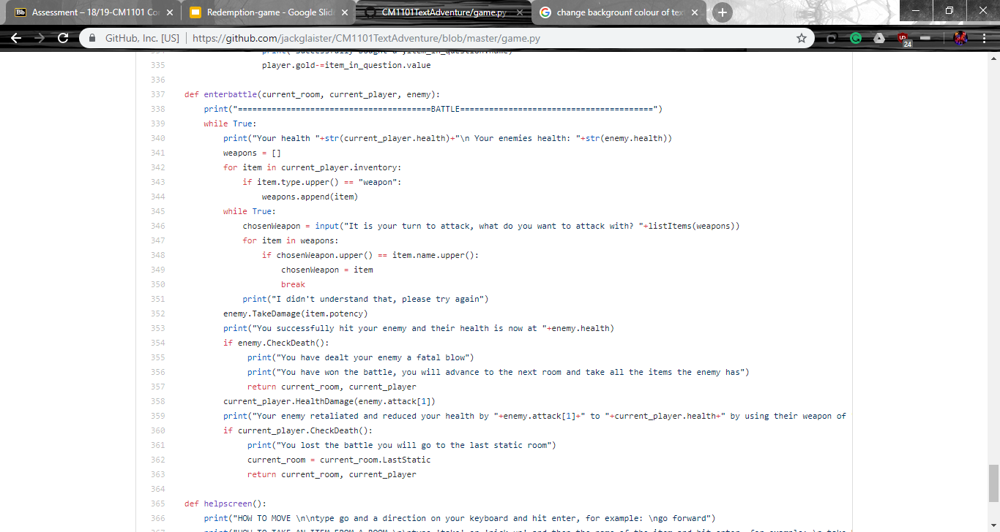 Assessment – 18/19-CM1101 Co
Redemption-game - Google Slid
CM1101TextAdventure/game.py
change backgrounf colour of tex
GitHub, Inc. [US] | https://github.com/jackglaister/CM1101TextAdventure/blob/master/game.py
24
335 player.gold-=item_in_question.value
336
337 def enterbattle(current_room, current_player, enemy):
338 print("========================================BATTLE========================================")
339 while True:
340 print("Your health "+str(current_player.health)+"\n Your enemies health: "+str(enemy.health))
341 weapons = []
342 for item in current_player.inventory:
343 if item.type.upper() == "weapon":
344 weapons.append(item)
345 while True:
346 chosenWeapon = input("It is your turn to attack, what do you want to attack with? "+listItems(weapons))
347 for item in weapons:
348 if chosenWeapon.upper() == item.name.upper():
349 chosenWeapon = item
350 break
351 print("I didn't understand that, please try again")
352 enemy.TakeDamage(item.potency)
353 print("You successfully hit your enemy and their health is now at "+enemy.health)
354 if enemy.CheckDeath():
355 print("You have dealt your enemy a fatal blow")
356 print("You have won the battle, you will advance to the next room and take all the items the enemy has")
357 return current_room, current_player
358 current_player.HealthDamage(enemy.attack[1])
359 print("Your enemy retaliated and reduced your health by "+enemy.attack[1]+" to "+current_player.health+" by using their weapon of
360 if current_player.CheckDeath():
361 print("You lost the battle you will go to the last static room")
362 current_room = current_room.LastStatic
363 return current_room, current_player
364
365 def helpscreen():
366 print("HOW TO MOVE \n\ntype go and a direction on your keyboard and hit enter, for example: \ngo forward")